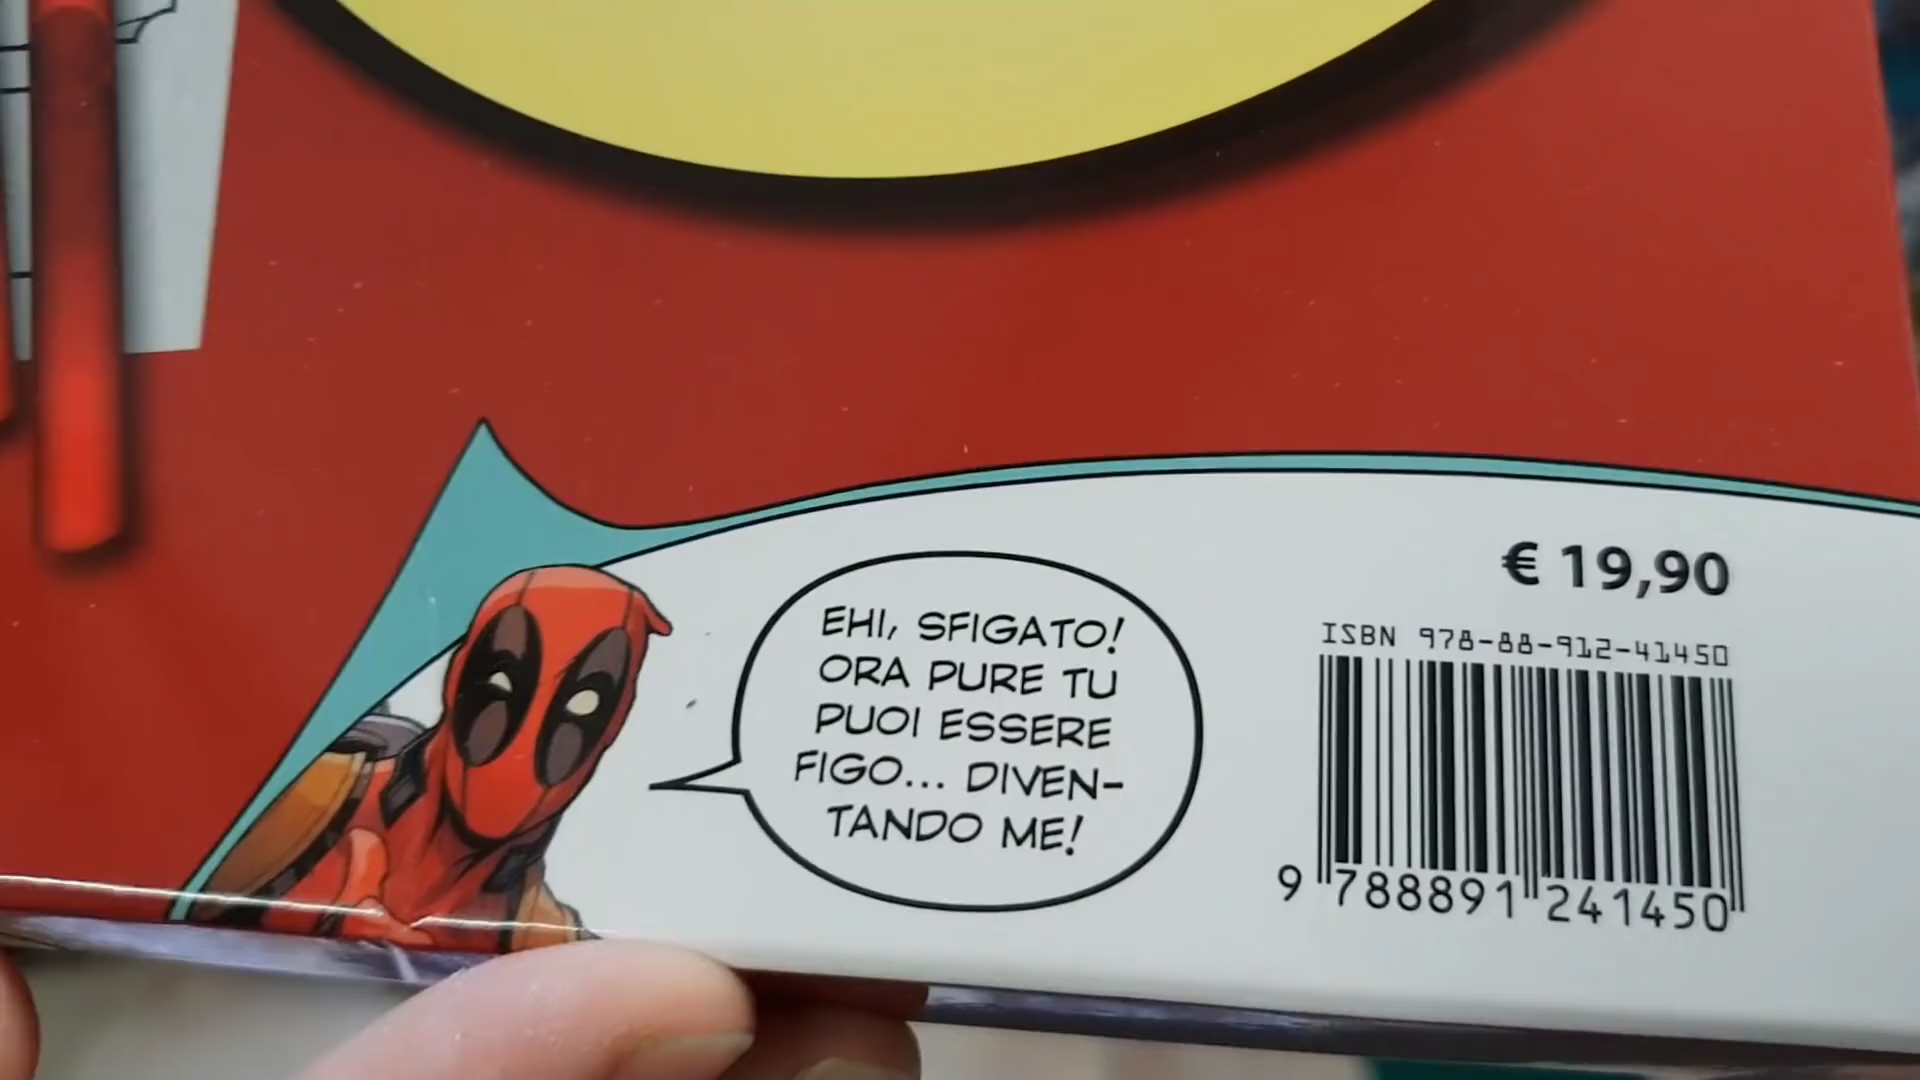 EHI, SFIGATO!
ORA PURE TU
PUOI ESSERE
FIGO... DIVEN-
TANDO ME!
€ 19,90
ISBN 978-88-912-41450
9 788891 241450